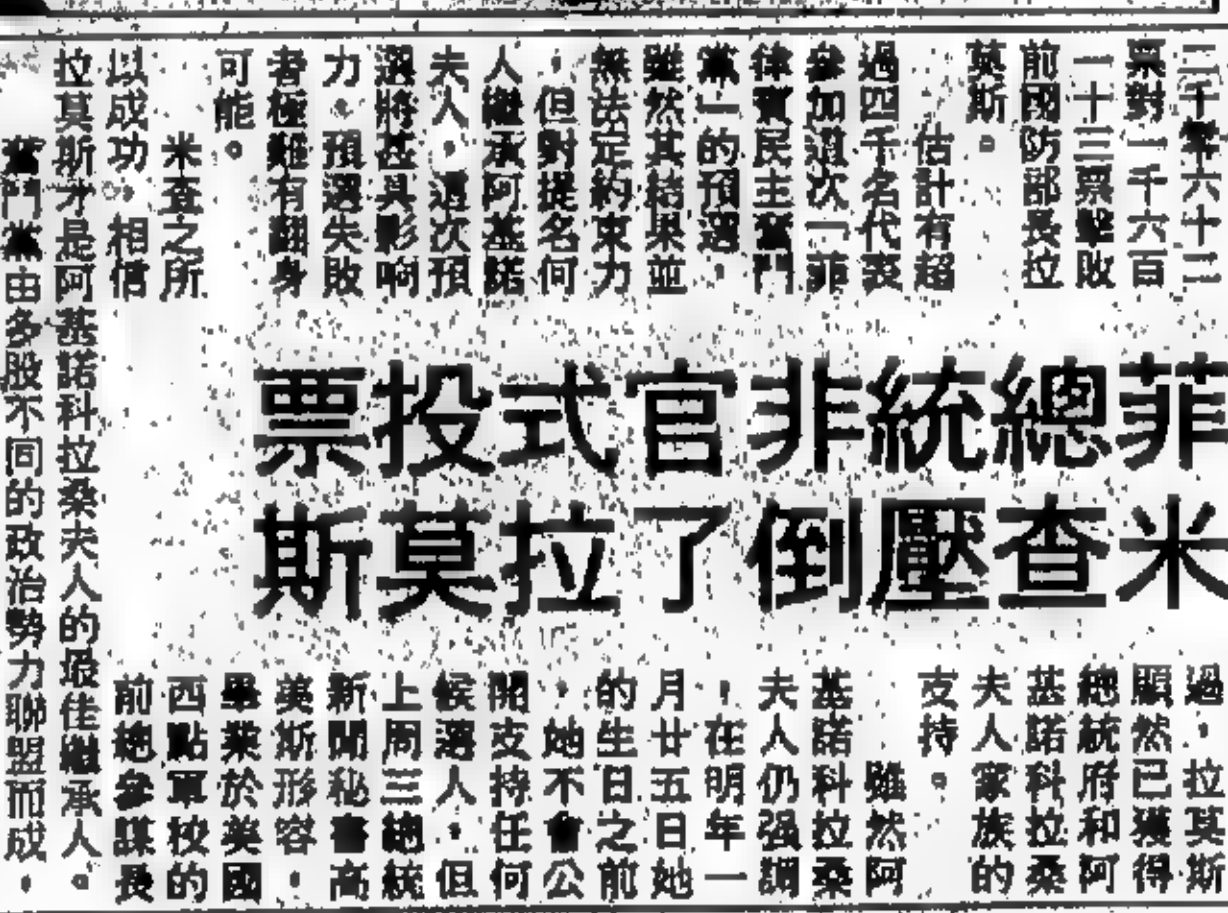 菲總統非官式投票
米查壓倒了拉莫斯
二千零六十二
票對一千六百
一十三票擊敗
前國防部長拉
莫斯。
估計有超
過四千名代表
參加這次「菲
律賓民主奮鬥
黨」的預選,
雖然其結果並
無法定約束力
,但對提名何
人繼承阿基諾
夫人,這次預
選將甚具影響
力。預選失敗
者極難有翻身
可能。
米查之所
以成功,相信
過,拉莫斯
顯然已獲得
總統府和阿
基諾科拉桑
夫人家族的
支持。
雖然阿
基諾科拉桑
夫人仍强調
,在明年一
月廿五日她
的生日之前
,她不會公
開支持任何
候選人,但
上周三總統
新聞秘書高
美斯形容,
畢業於美國
西點軍校的
前總參謀長
拉莫斯才是阿基諾科拉桑夫人的最佳繼承人。
奮鬥黨由多股不同的政治勢力聯盟而成,